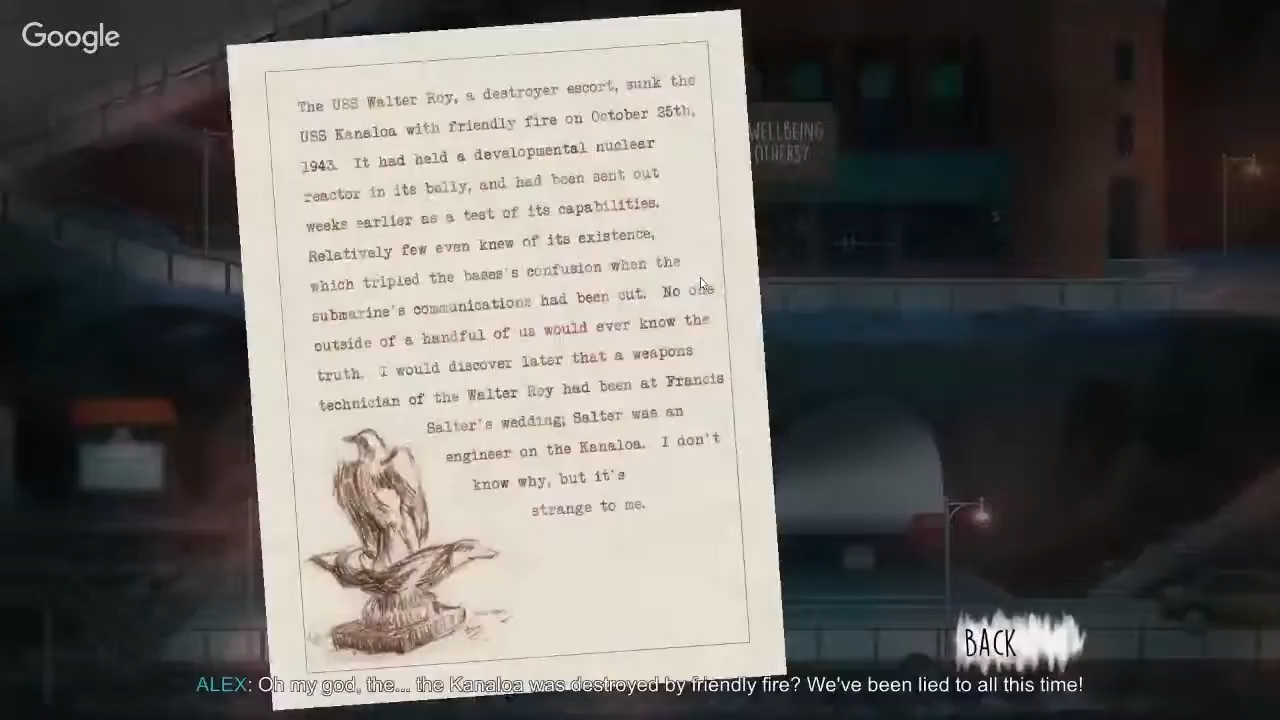 Google
The USS Walter Roy, a destroyer escort, sunk the
USS Kanaloa with friendly fire on October 25th,
1943. It had held a developmental nuclear
reactor in its belly, and had been sent out
weeks earlier as a test of its capabilities.
Relatively few even knew of its existence,
which tripled the bases's confusion when the
submarine's communications had been cut. No one
outside of a handful of us would ever know the
truth. I would discover later that a weapons
technician of the Walter Roy had been at Francis
Salter's wedding; Salter was an
engineer on the Kanaloa. I don't
know why, but it's
strange to me.
WELLBEING
OTHERS?
BACK
ALEX: Oh my god, the... the Kanaloa was destroyed by friendly fire? We've been lied to all this time!